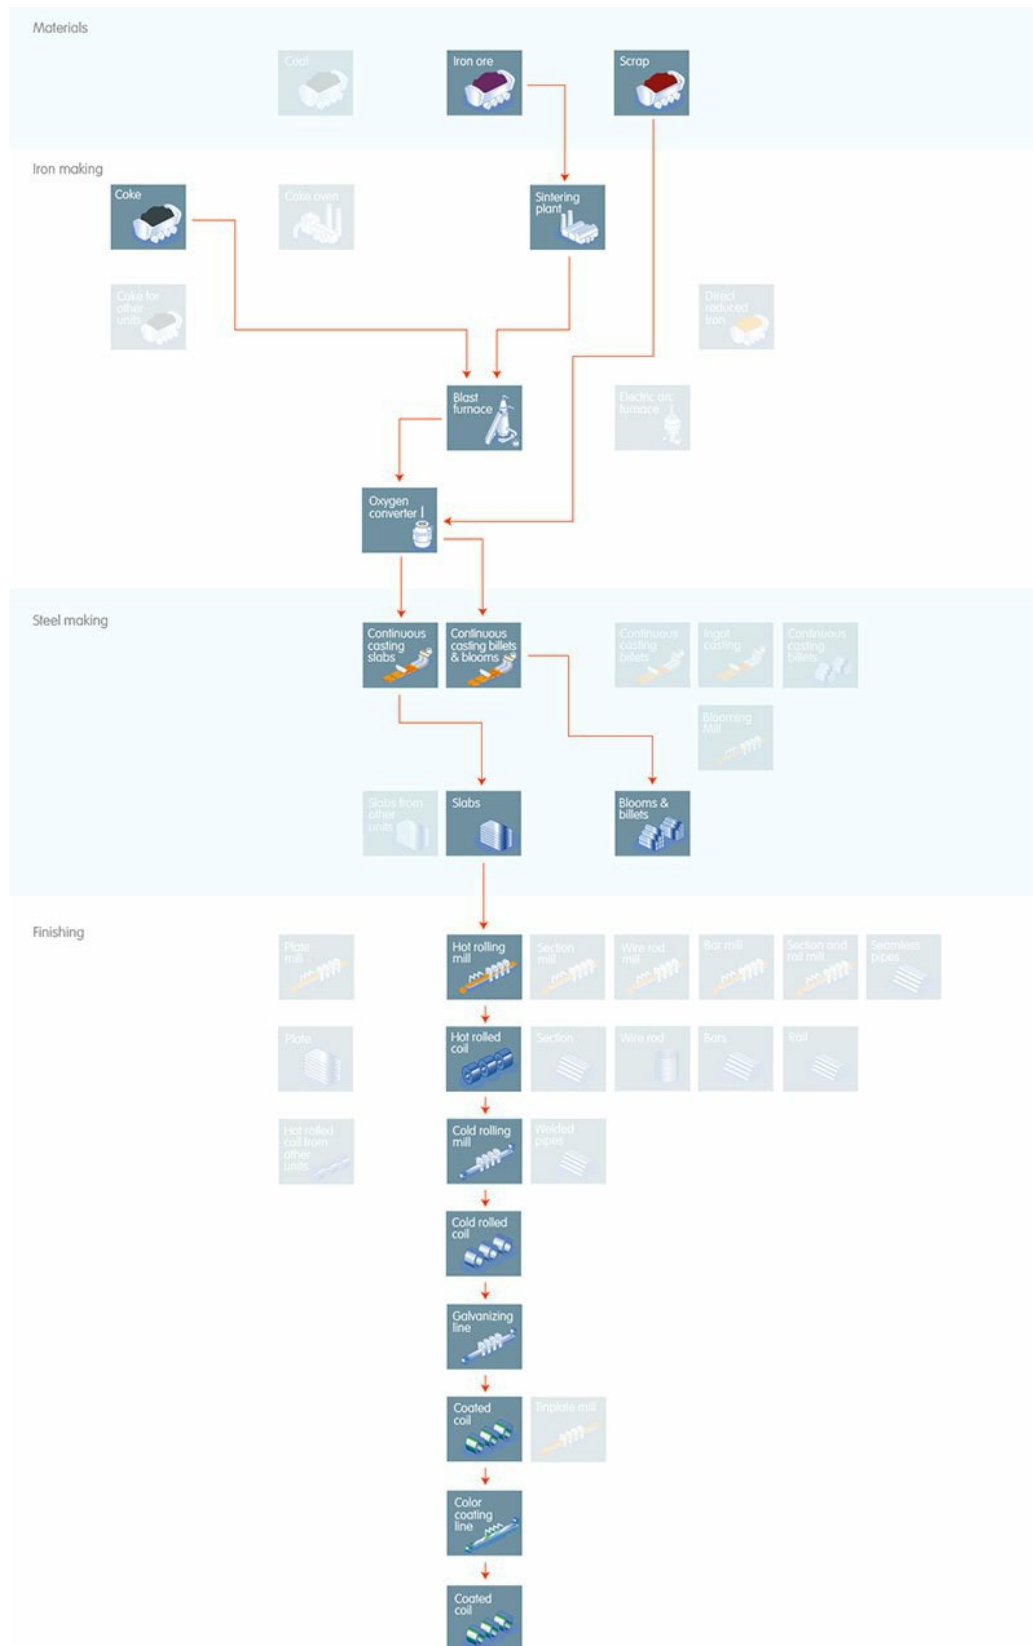 Materials
Coal
Iron ore
Scrap
Iron making
Coke
Coke oven
Sintering
plant
Coke for
other
units
Direct
reduced
Iron
Blast
furnace
Electric arc
furnace
Oxygen
converter
Steel making
Continuous
casting
slabs
Continuous
casting billets
& blooms
Continuous
casting
billets
Ingot
casting
Continuous
casting
billets
Blooming
Mill
Slabs from
other
units
Slabs
Blooms &
billets
Finishing
Plate
mill
Hot rolling
mill
Section
mill
Wire rod
mill
Bar mill
Section and
rail mill
Seamless
pipes
Plate
Hot rolled
coil
Section
Wire rod
Bars
Rail
Hot rolled
coil from
other
units
Cold rolling
mill
Welded
pipes
Cold rolled
coil
Galvanizing
line
Coated
coil
Tinplate mill
Color
coating
line
Coated
coil